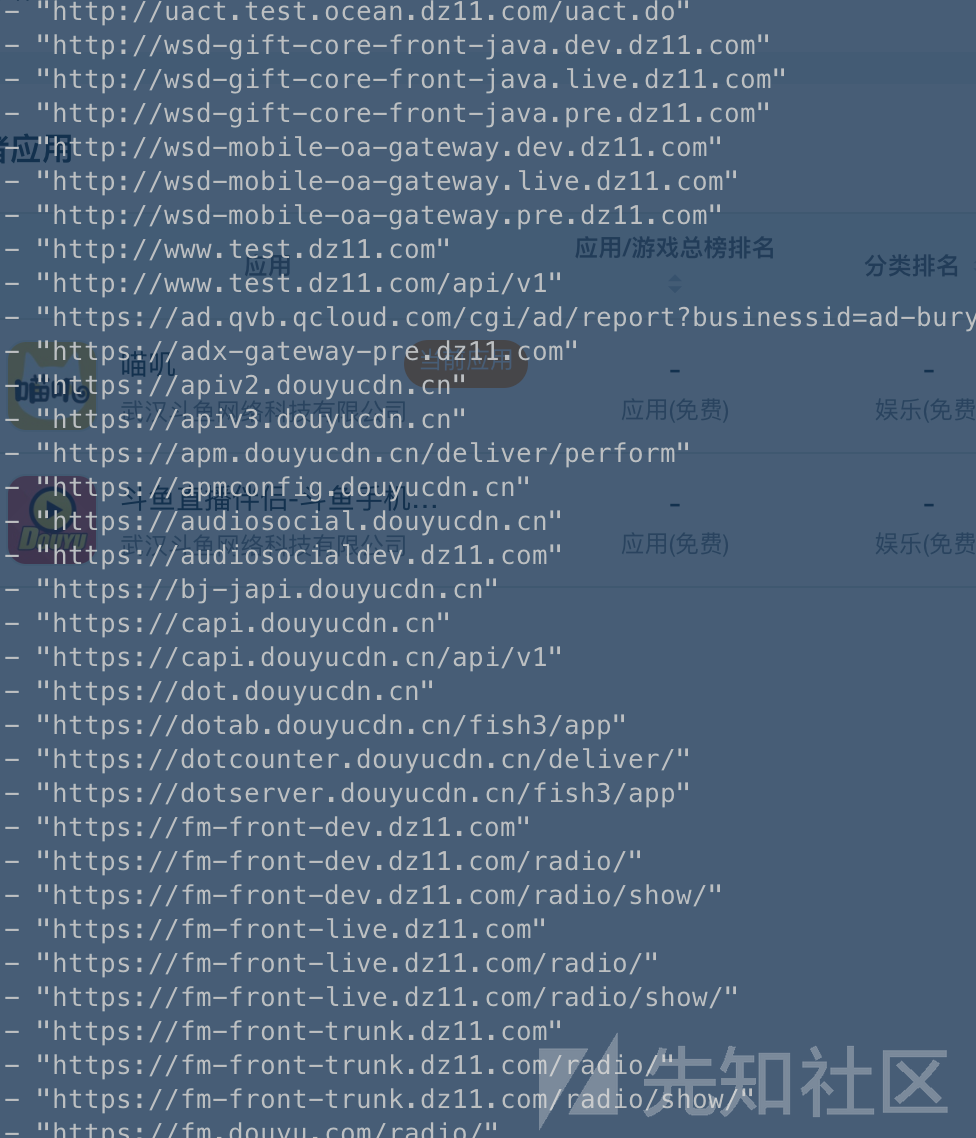 - "http://uact.test.ocean.dz11.com/uact.do"
- "http://wsd-gift-core-front-java.dev.dz11.com"
- "http://wsd-gift-core-front-java.live.dz11.com"
- "http://wsd-gift-core-front-java.pre.dz11.com"
者应用
- "http://wsd-mobile-oa-gateway.dev.dz11.com"
- "http://wsd-mobile-oa-gateway.live.dz11.com"
- "http://wsd-mobile-oa-gateway.pre.dz11.com"
- "http://www.test.dz11.com"
应用 应用/游戏总榜排名 分类排名
- "http://www.test.dz11.com/api/v1"
- "https://ad.qvb.qcloud.com/cgi/ad/report?businessid=ad-bury
- "https://adx-gateway-pre.dz11.com"
喵叽 当前应用 - -
喵叽
- "https://apiv2.douyucdn.cn"
武汉斗鱼网络科技有限公司 应用(免费) 娱乐(免费
- "https://apiv3.douyucdn.cn"
- "https://apm.douyucdn.cn/deliver/perform"
- "https://apmconfig.douyucdn.cn"
斗鱼直播伴侣-斗鱼手机... - -
- "https://audiosocial.douyucdn.cn"
DOUYU
武汉斗鱼网络科技有限公司 应用(免费) 娱乐(免费
- "https://audiosocialdev.dz11.com"
- "https://bj-japi.douyucdn.cn"
- "https://capi.douyucdn.cn"
- "https://capi.douyucdn.cn/api/v1"
- "https://dot.douyucdn.cn"
- "https://dotab.douyucdn.cn/fish3/app"
- "https://dotcounter.douyucdn.cn/deliver/"
- "https://dotserver.douyucdn.cn/fish3/app"
- "https://fm-front-dev.dz11.com"
- "https://fm-front-dev.dz11.com/radio/"
- "https://fm-front-dev.dz11.com/radio/show/"
- "https://fm-front-live.dz11.com"
- "https://fm-front-live.dz11.com/radio/"
- "https://fm-front-live.dz11.com/radio/show/"
- "https://fm-front-trunk.dz11.com"
- "https://fm-front-trunk.dz11.com/radio/"
- "https://fm-front-trunk.dz11.com/radio/show/"
先知社区
- "https://fm.douyu.com/radio/"